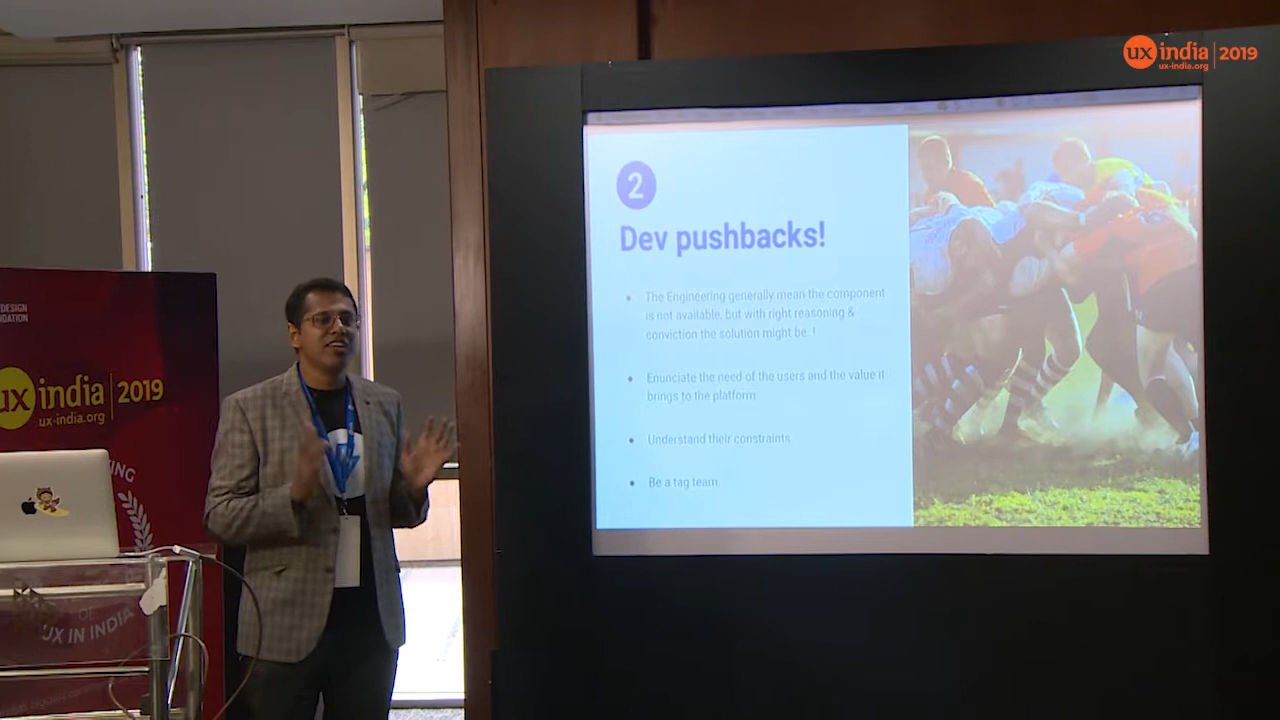 ux india | 2019
ux-india.org
2
Dev pushbacks!
The Engineering generally mean the component
is not available, but with right reasoning &
conviction the solution might be. !
Enunciate the need of the users and the value it
brings to the platform
Understand their constraints
Be a tag team.
DESIGN
ux india | 2019
ux-india.org
UX IN INDIA